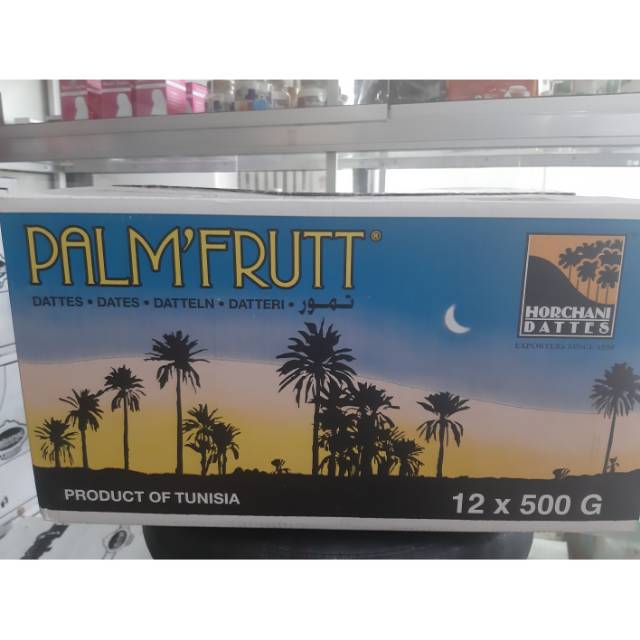 PALM'FRUTT®
DATTES • DATES • DATTELN • DATTERI • تمور
HORCHANI
DATTES
PRODUCT OF TUNISIA
12 x 500 G